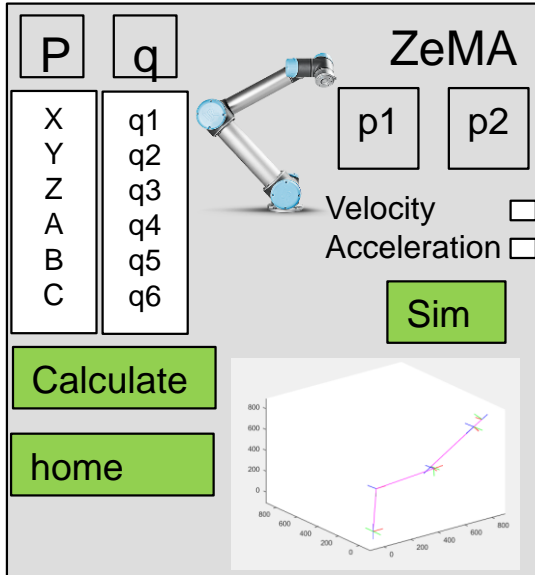 P q ZeMA
p1 p2
X q1
Y q2
Z q3
A q4
B q5
C q6
Velocity
Acceleration
Sim
Calculate
home
800
600
400
200
0
800 600 400 200 0
0 200 400 600 800